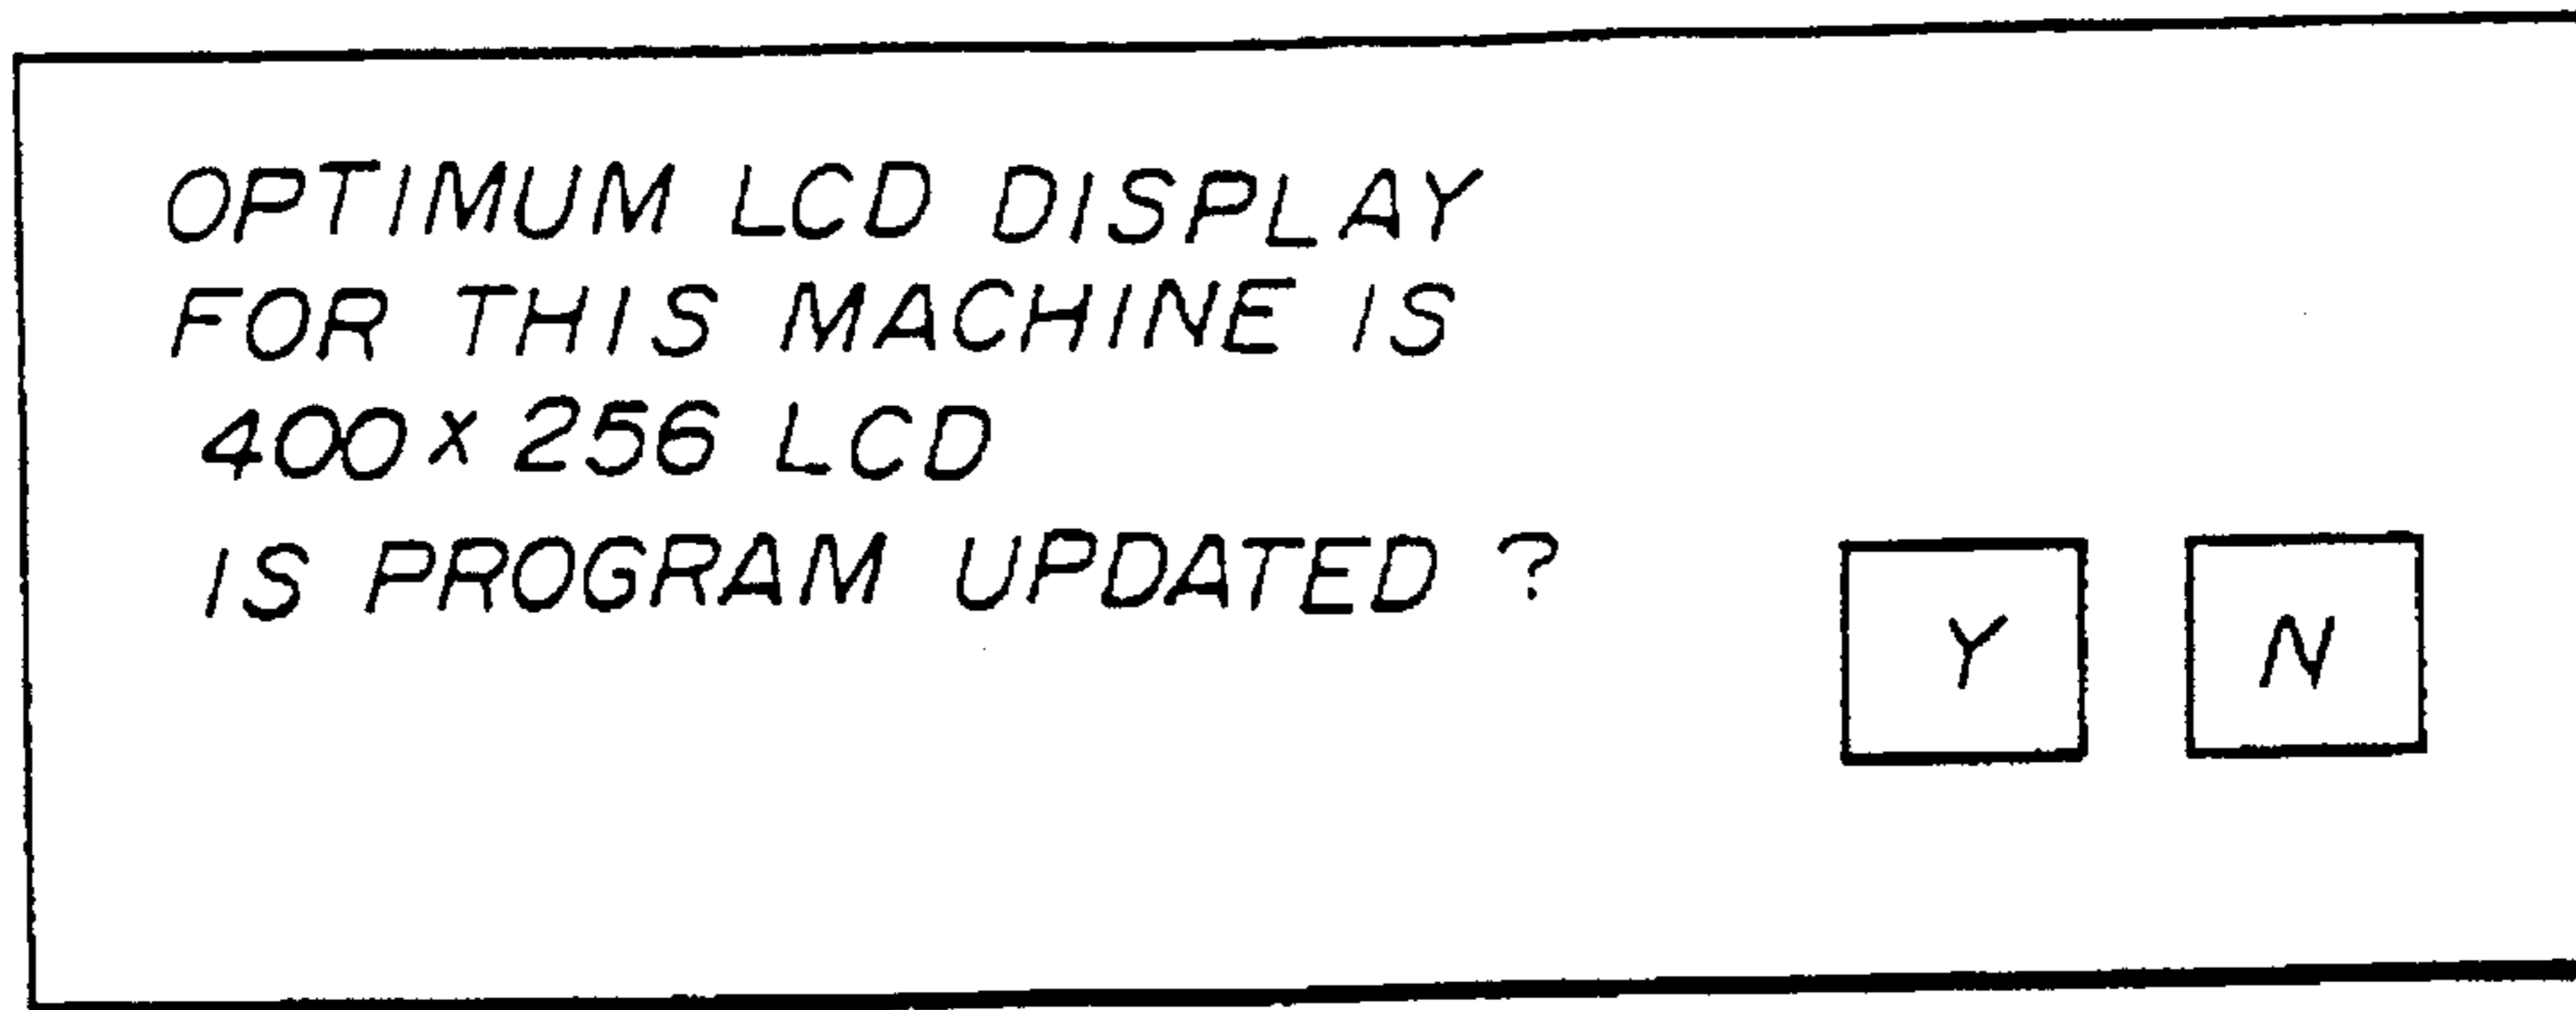 OPTIMUM LCD DISPLAY
FOR THIS MACHINE IS
400 x 256 LCD
IS PROGRAM UPDATED ?
Y N